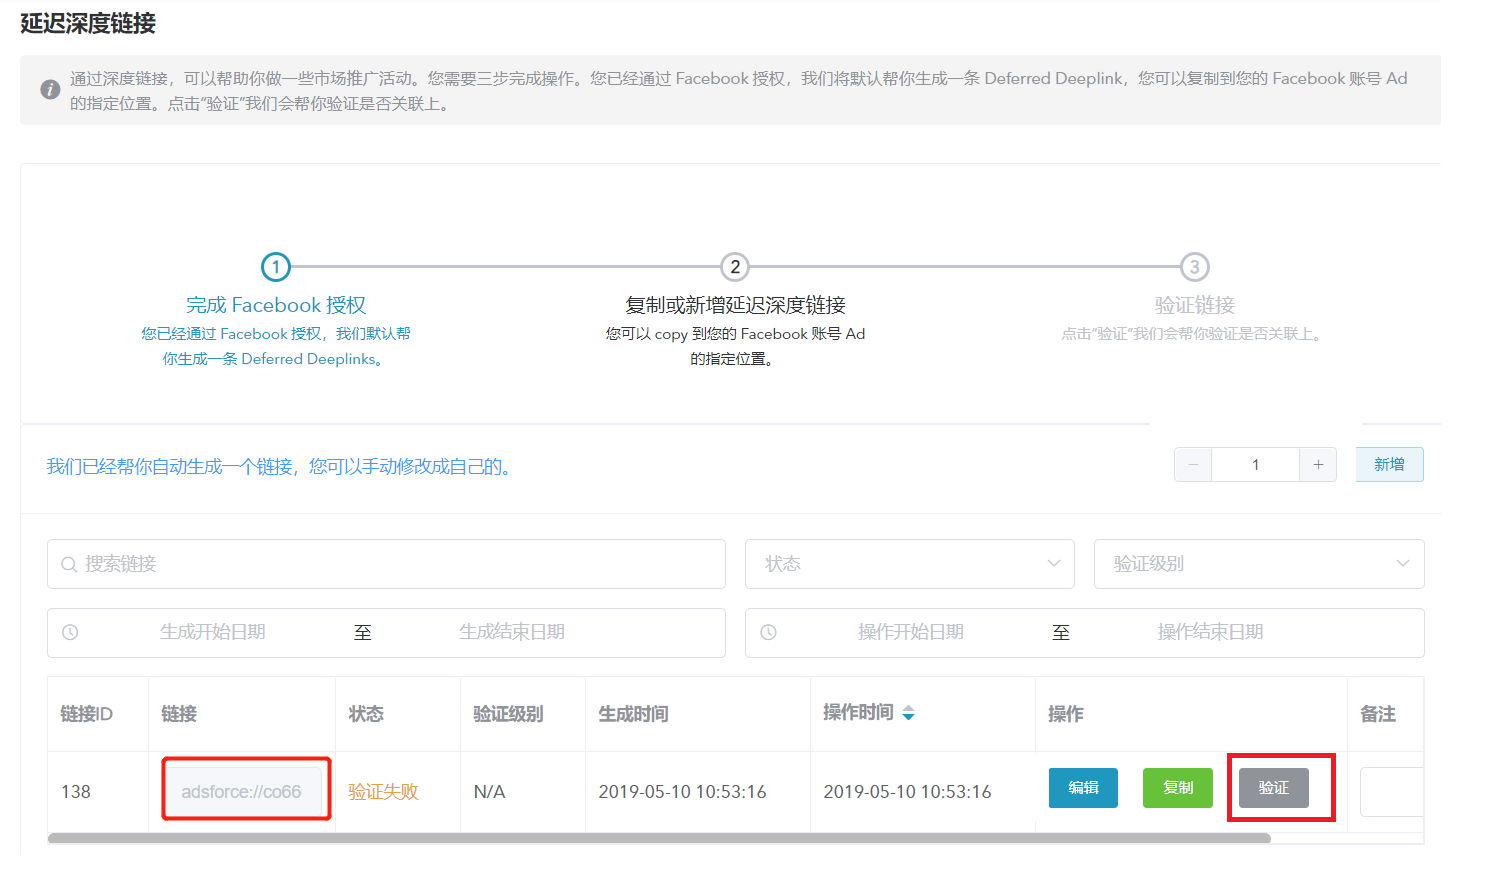 延迟深度链接
通过深度链接，可以帮助你做一些市场推广活动。您需要三步完成操作。您已经通过 Facebook 授权，我们将默认帮你生成一条 Deferred Deeplink，您可以复制到您的 Facebook 账号 Ad
的指定位置。点击“验证”我们会帮你验证是否关联上。
1
2
3
完成 Facebook 授权
复制或新增延迟深度链接
验证链接
您已经通过 Facebook 授权，我们默认帮
你生成一条 Deferred Deeplinks。
您可以 copy 到您的 Facebook 账号 Ad
的指定位置。
点击“验证”我们会帮你验证是否关联上。
我们已经帮你自动生成一个链接，您可以手动修改成自己的。
− 1 + 新增
搜索链接 状态 验证级别
生成开始日期 至 生成结束日期 操作开始日期 至 操作结束日期
链接ID 链接 状态 验证级别 生成时间 操作时间 操作 备注
138 adsforce://co66 验证失败 N/A 2019-05-10 10:53:16 2019-05-10 10:53:16 编辑 复制 验证